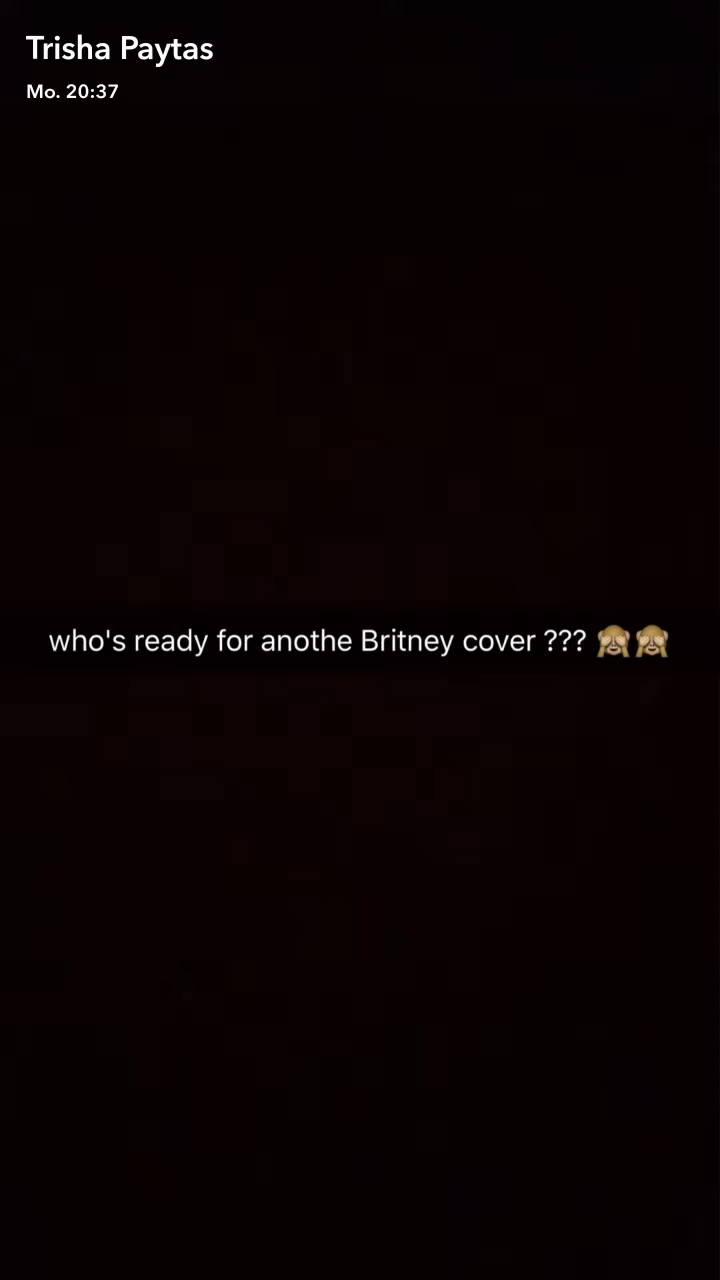 Trisha Paytas
Mo. 20:37
who's ready for anothe Britney cover ??? 🙈🙈